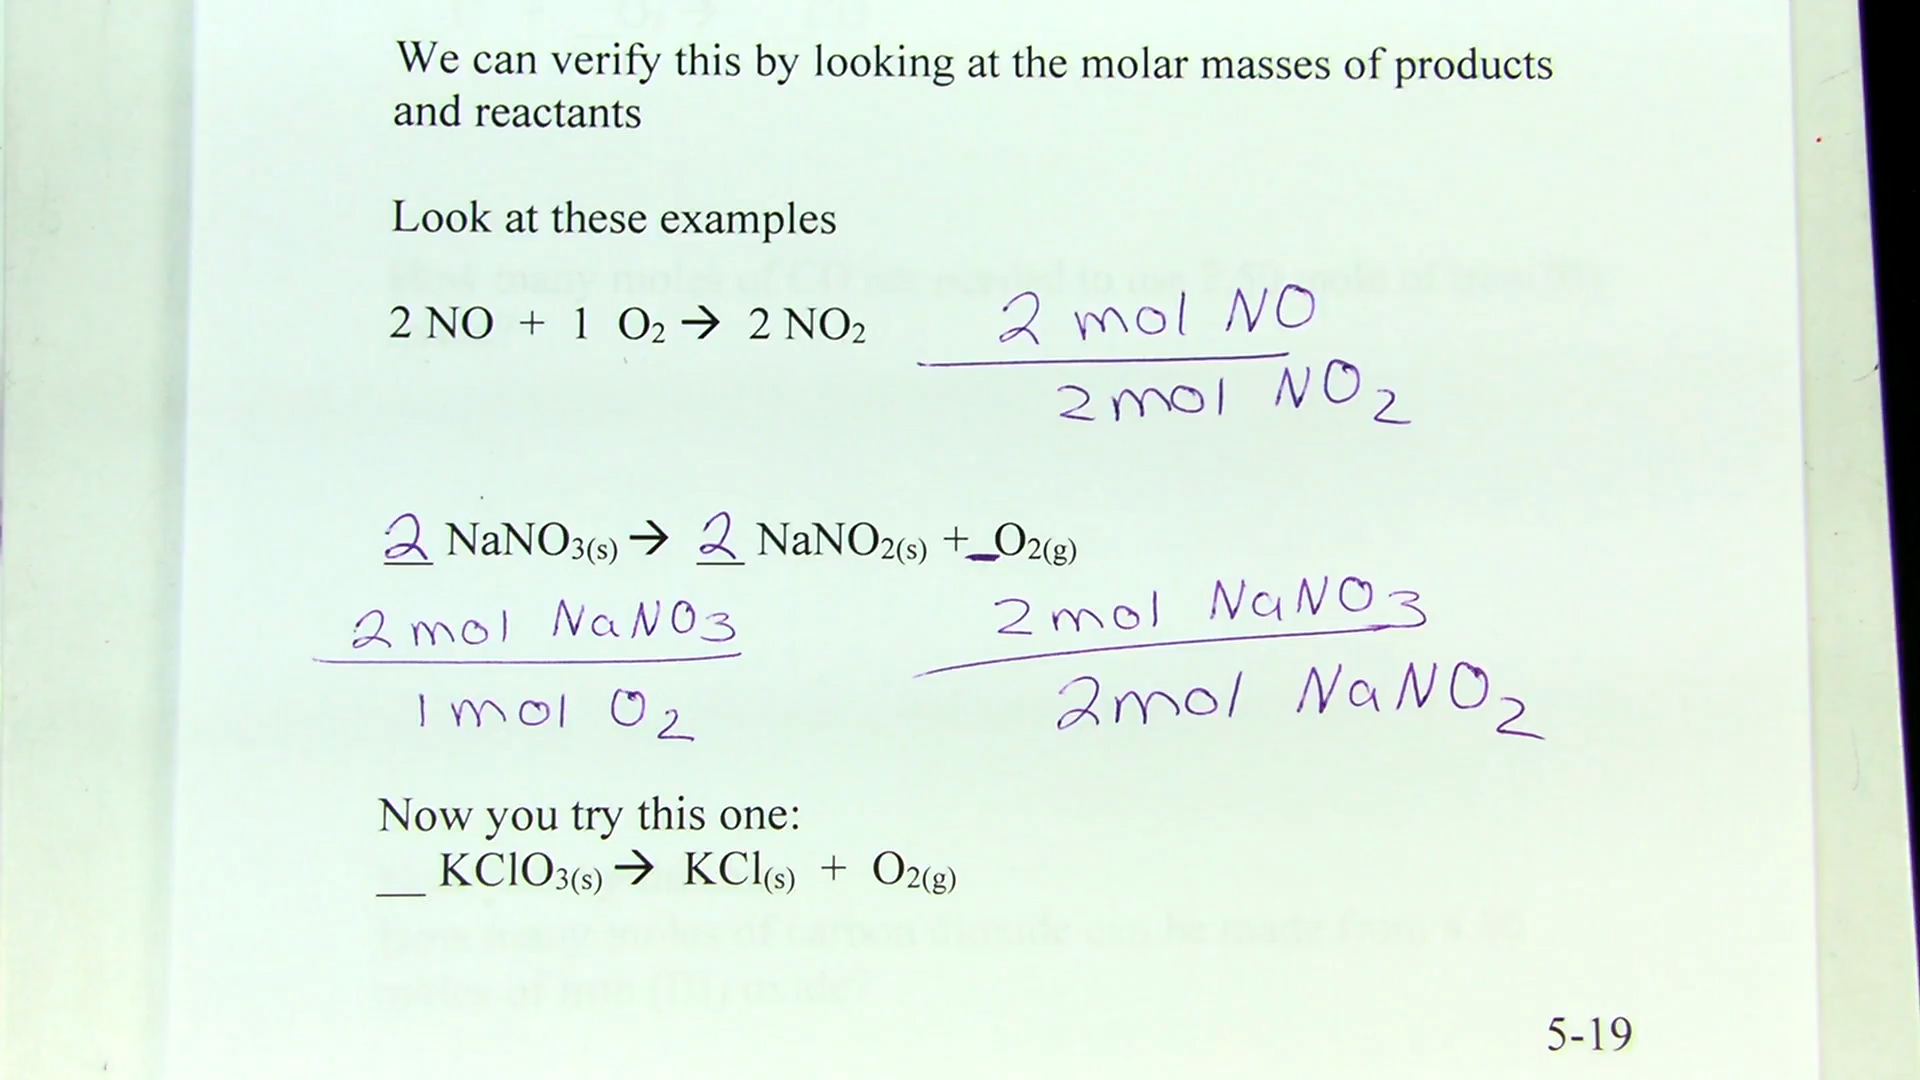 We can verify this by looking at the molar masses of products
and reactants
Look at these examples
2 NO + 1 O2 → 2 NO2
2 mol NO
2 mol NO2
2 NaNO3(s) → 2 NaNO2(s) + _O2(g)
2 mol NaNO3
1 mol O2
2 mol NaNO3
2 mol NaNO2
Now you try this one:
__ KClO3(s) → KCl(s) + O2(g)
5-19